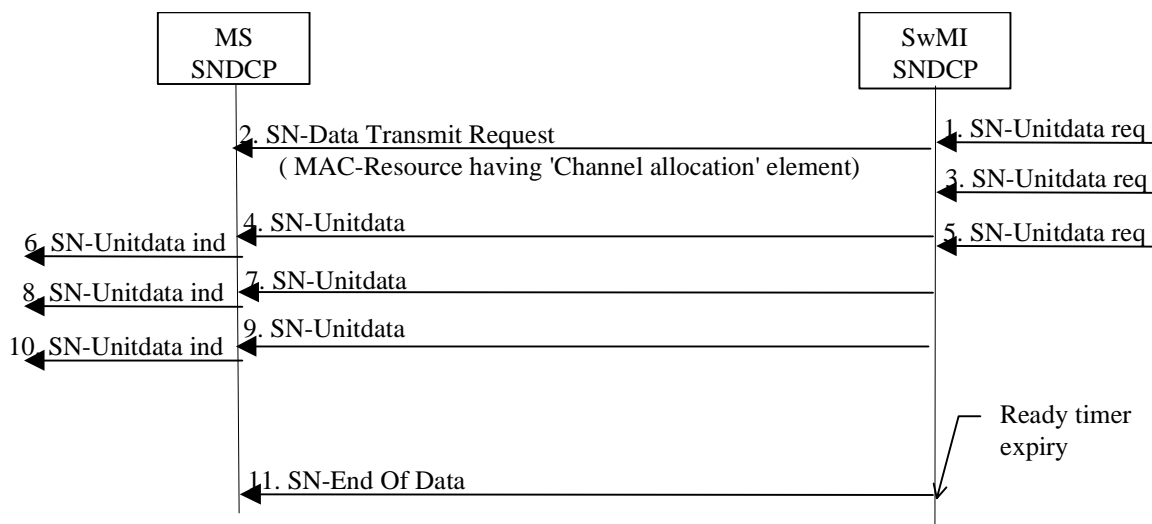 MS
SNDCP
SwMI
SNDCP
1. SN-Unitdata req
2. SN-Data Transmit Request
( MAC-Resource having 'Channel allocation' element)
3. SN-Unitdata req
4. SN-Unitdata
5. SN-Unitdata req
6. SN-Unitdata ind
7. SN-Unitdata
8. SN-Unitdata ind
9. SN-Unitdata
10. SN-Unitdata ind
Ready timer
expiry
11. SN-End Of Data